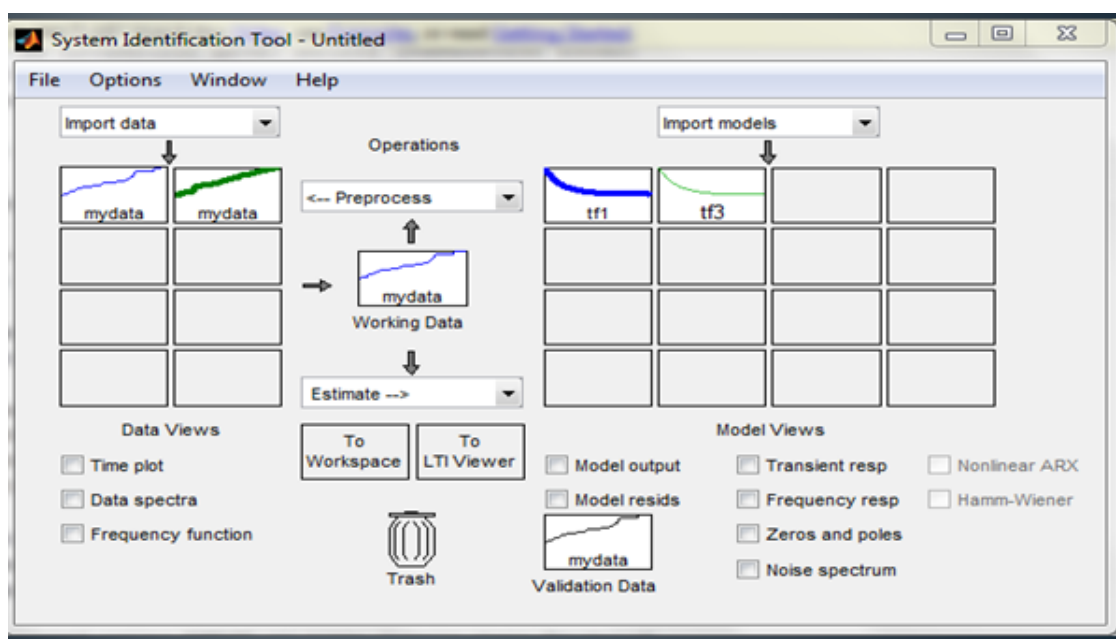 System Identification Tool - Untitled
File Options Window Help
Import data
Import models
Operations
mydata mydata
<-- Preprocess
tf1 tf3
mydata
Working Data
Estimate -->
Data Views
Model Views
To Workspace
To LTI Viewer
Time plot
Model output
Transient resp
Nonlinear ARX
Data spectra
Model resids
Frequency resp
Hamm-Wiener
Frequency function
Zeros and poles
mydata
Trash
Noise spectrum
Validation Data